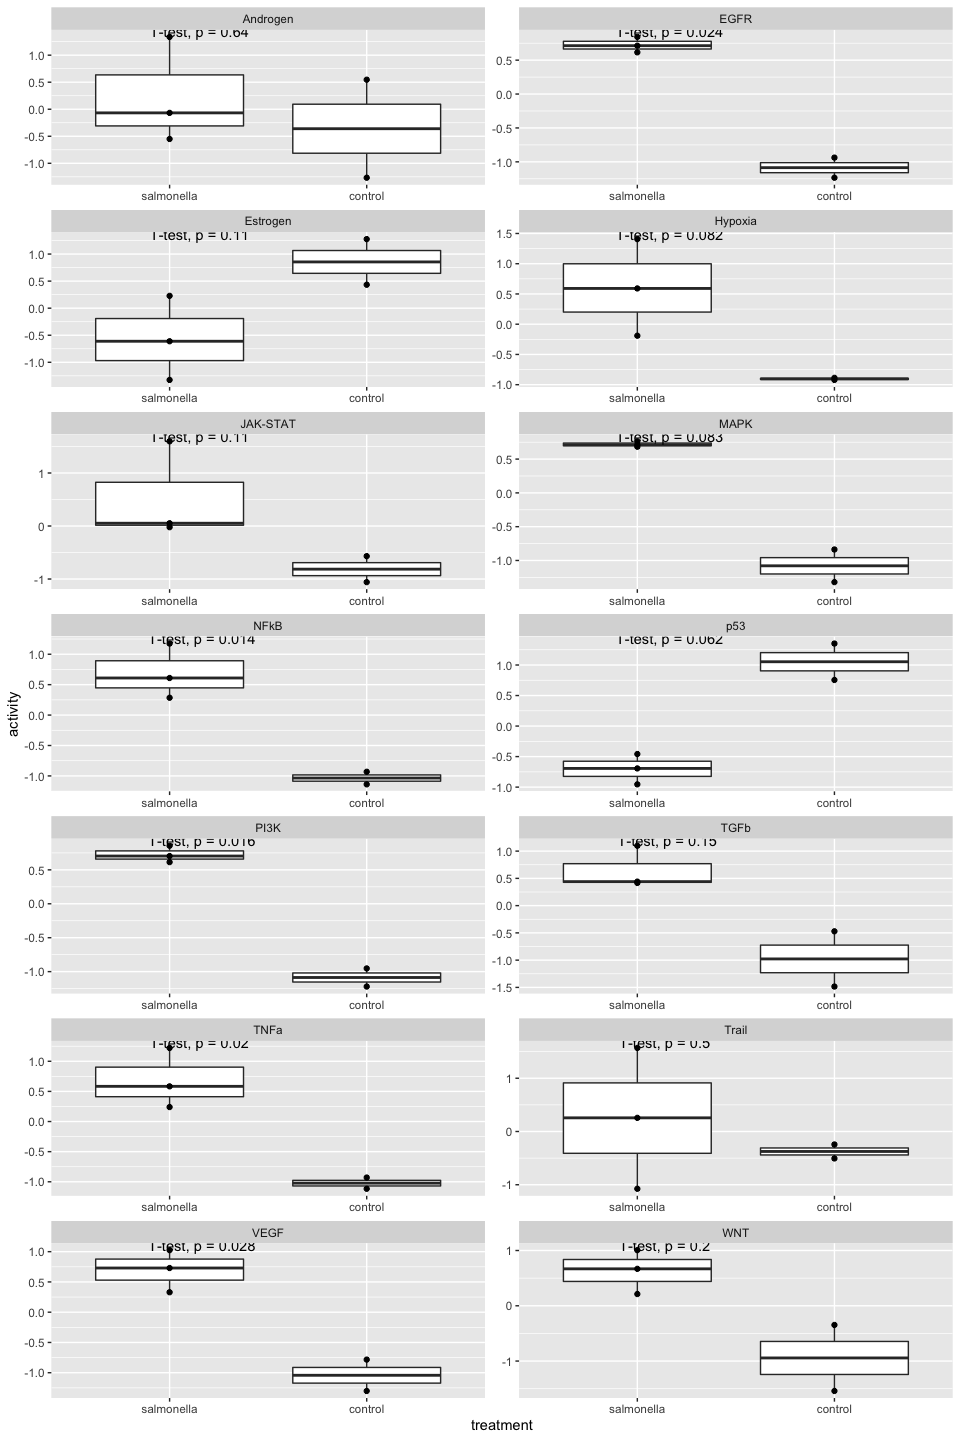 Androgen
T-test, p = 0.64
1.0
0.5
0.0
-0.5
-1.0
salmonella control
EGFR
T-test, p = 0.024
0.5
0.0
-0.5
-1.0
salmonella control
Estrogen
T-test, p = 0.11
1.0
0.5
0.0
-0.5
-1.0
salmonella control
Hypoxia
T-test, p = 0.082
1.5
1.0
0.5
0.0
-0.5
-1.0
salmonella control
JAK-STAT
T-test, p = 0.11
1
0
-1
salmonella control
MAPK
T-test, p = 0.083
0.5
0.0
-0.5
-1.0
salmonella control
NFkB
T-test, p = 0.014
1.0
0.5
0.0
-0.5
-1.0
salmonella control
p53
T-test, p = 0.062
1.0
0.5
0.0
-0.5
-1.0
salmonella control
PI3K
T-test, p = 0.016
0.5
0.0
-0.5
-1.0
salmonella control
TGFb
T-test, p = 0.15
1.0
0.5
0.0
-0.5
-1.0
-1.5
salmonella control
TNFa
T-test, p = 0.02
1.0
0.5
0.0
-0.5
-1.0
salmonella control
Trail
T-test, p = 0.5
1
0
-1
salmonella control
VEGF
T-test, p = 0.028
1.0
0.5
0.0
-0.5
-1.0
salmonella control
WNT
T-test, p = 0.2
1
0
-1
salmonella control
activity
treatment